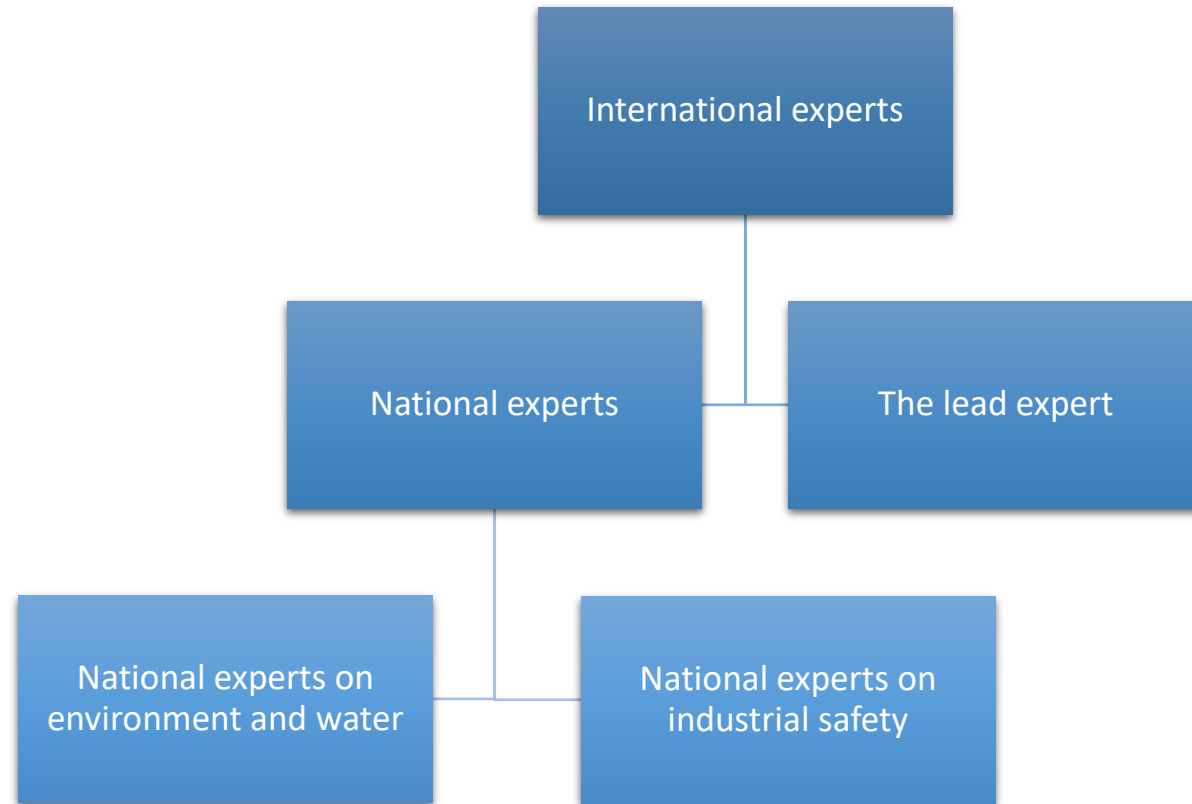 International experts
National experts
The lead expert
National experts on
environment and water
National experts on
industrial safety